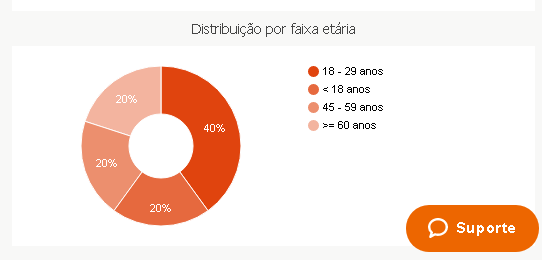 Distribuição por faixa etária
40%
20%
20%
20%
18 - 29 anos
< 18 anos
45 - 59 anos
>= 60 anos
Suporte